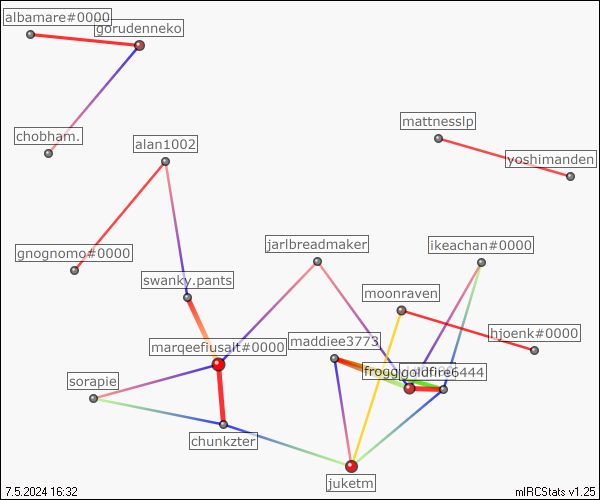 albamare#0000
gorudenneko
chobham.
alan1002
mattnesslp
yoshimanden
gnognomo#0000
jarlbreadmaker
ikeachan#0000
swanky.pants
moonraven
marqeefiusalt#0000
maddiee3773
hjoenk#0000
goldfire6444
sorapie
chunkzter
juketm
7.5.2024 16:32
mIRCStats v1.25